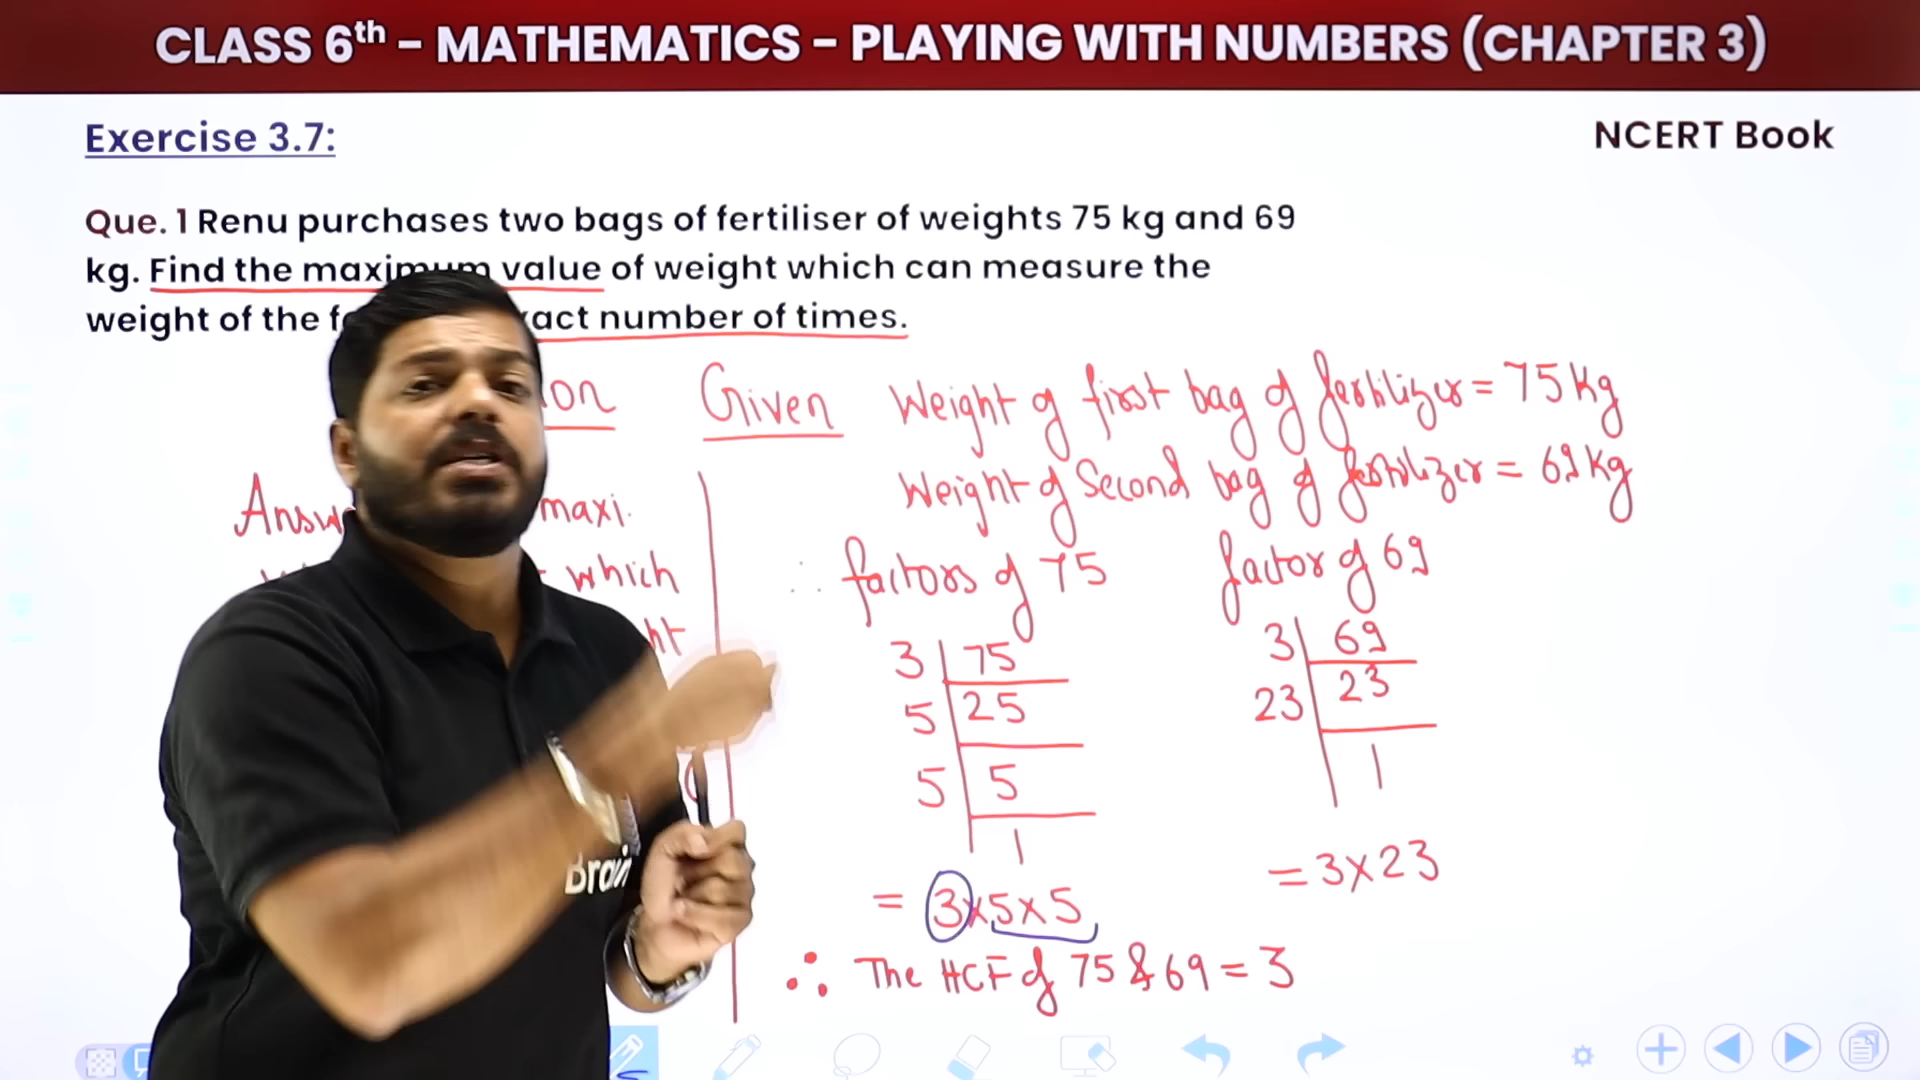 CLASS 6th – MATHEMATICS – PLAYING WITH NUMBERS (CHAPTER 3)
Exercise 3.7:
NCERT Book
Que. 1 Renu purchases two bags of fertiliser of weights 75 kg and 69
kg. Find the maximum value of weight which can measure the
weight of the act number of times.
on
Given Weight of first bag of fertilizer = 75 kg
Weight of Second bag of fertilizer = 69 kg
Answ maxi.
which
ht
∴ factors of 75
3 | 75
5 | 25
5 | 5
1
= 3×5×5
factor of 69
3 | 69
23 | 23
1
= 3×23
∴ The HCF of 75 & 69 = 3
Brain